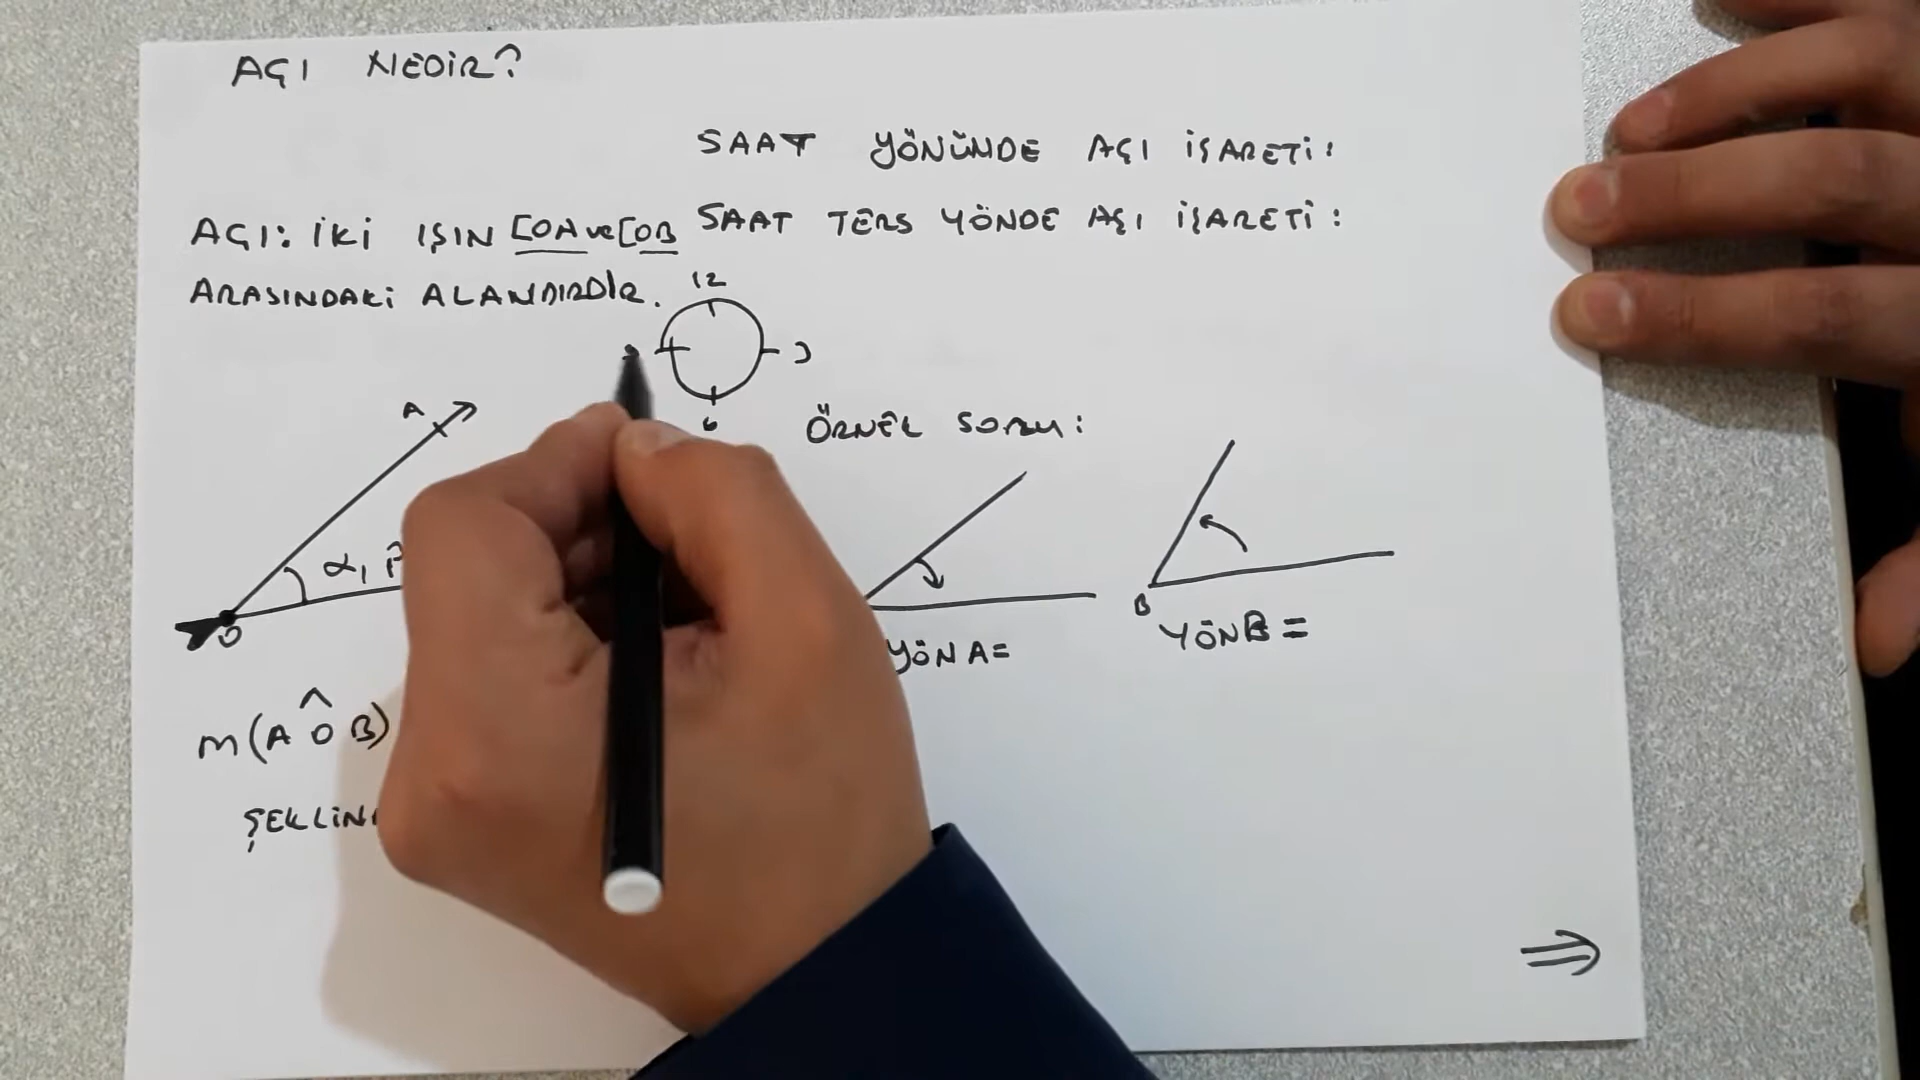 AÇI NEDİR?
SAAT YÖNÜNDE AÇI İŞARETİ:
SAAT TERS YÖNDE AÇI İŞARETİ:
AÇI: İKİ IŞIN [OA ve [OB
ARASINDAKİ ALANDIRDIR.
12
3
6
A
α,
O
m(AÔB)
ŞEKLİN
ÖRNEK SORU:
YÖN A=
B
YÖN B=